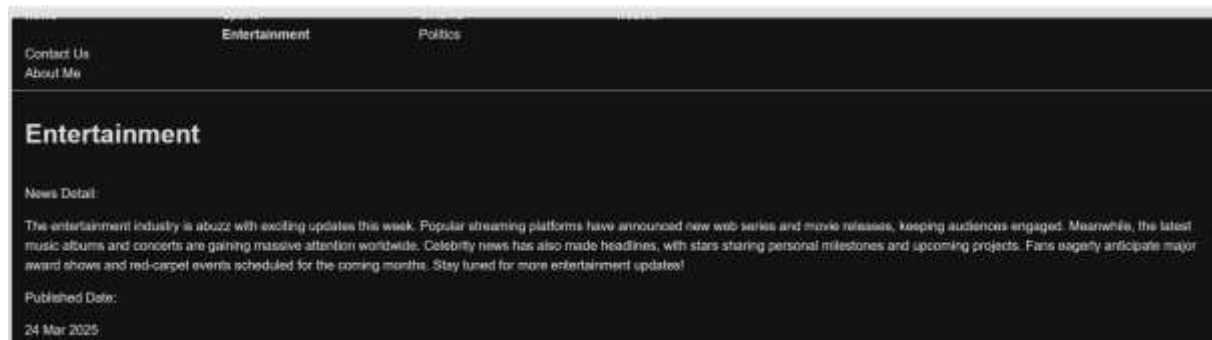 Entertainment Politics
Contact Us
About Me
Entertainment
News Detail:
The entertainment industry is abuzz with exciting updates this week. Popular streaming platforms have announced new web series and movie releases, keeping audiences engaged. Meanwhile, the latest
music albums and concerts are gaining massive attention worldwide. Celebrity news has also made headlines, with stars sharing personal milestones and upcoming projects. Fans eagerly anticipate major
award shows and red-carpet events scheduled for the coming months. Stay tuned for more entertainment updates!
Published Date:
24 Mar 2025